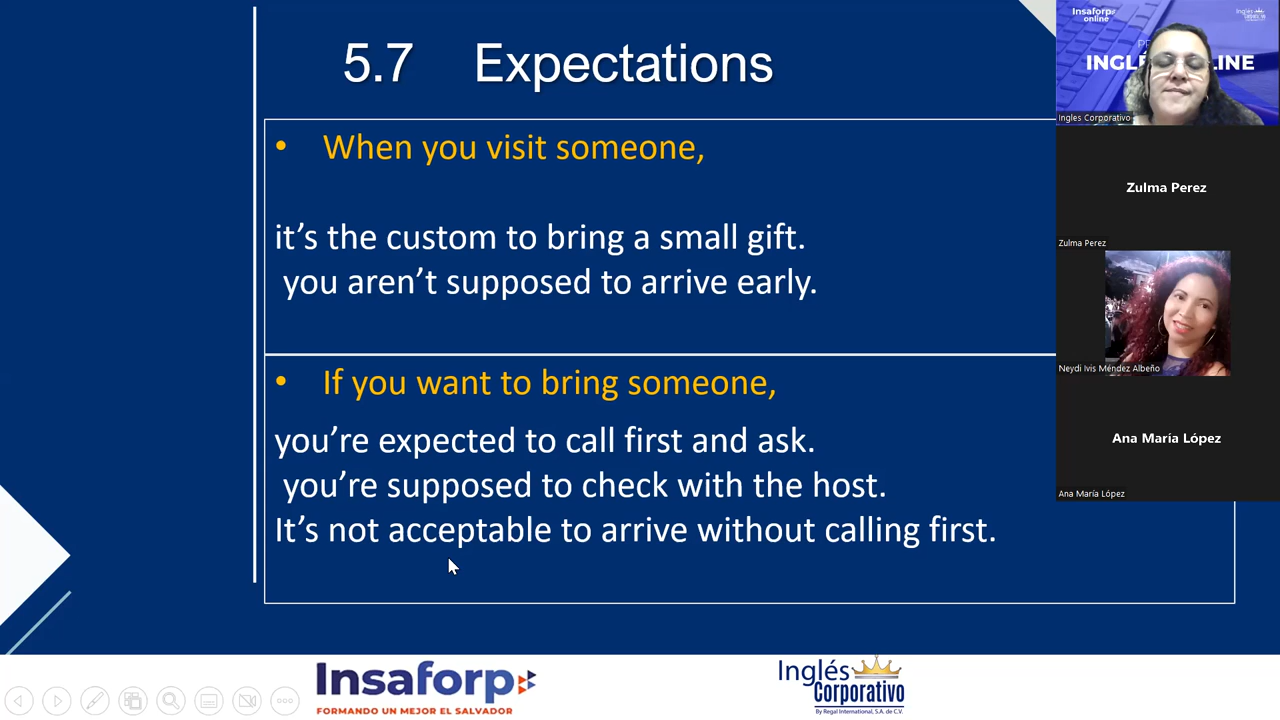 5.7 Expectations
• When you visit someone,
it’s the custom to bring a small gift.
you aren’t supposed to arrive early.
• If you want to bring someone,
you’re expected to call first and ask.
you’re supposed to check with the host.
It’s not acceptable to arrive without calling first.
Insaforp
FORMANDO UN MEJOR EL SALVADOR
Inglés
Corporativo
By Regal International, S.A. de C.V.
Insaforp
online
Inglés
INGL LINE
Ingles Corporativo
Zulma Perez
Zulma Perez
Neydi Ivis Méndez Albeño
Ana María López
Ana María López